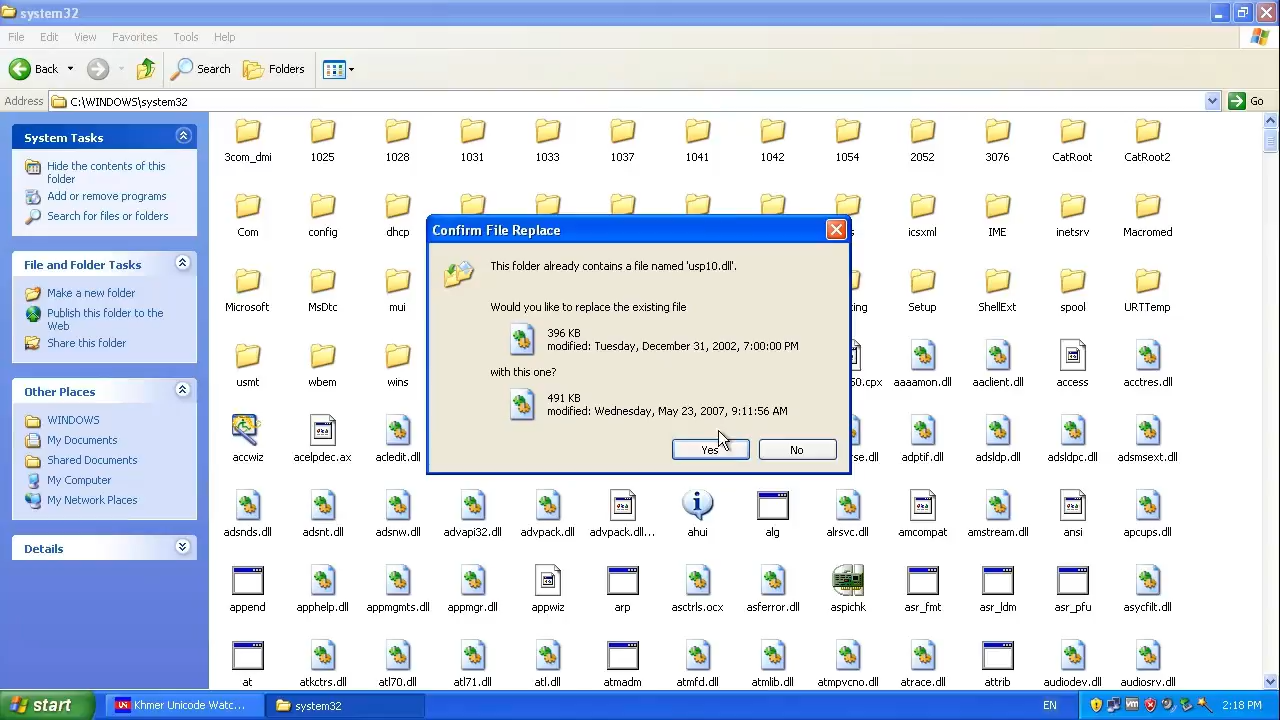 system32
File Edit View Favorites Tools Help
Back Search Folders
Address C:\WINDOWS\system32 Go
System Tasks
Hide the contents of this
folder
Add or remove programs
Search for files or folders
File and Folder Tasks
Make a new folder
Publish this folder to the
Web
Share this folder
Other Places
WINDOWS
My Documents
Shared Documents
My Computer
My Network Places
Details
3com_dmi 1025 1028 1031 1033 1037 1041 1042 1054 2052 3076 CatRoot CatRoot2
Com config dhcp icsxml IME inetsrv Macromed
Microsoft MsDtc mui Setup ShellExt spool URTTemp
usmt wbem wins aaaamon.dll aaclient.dll access acctres.dll
accwiz acelpdec.ax acledit.dll adptif.dll adsldp.dll adsldpc.dll adsmsext.dll
adsnds.dll adsnt.dll adsnw.dll advapi32.dll advpack.dll advpack.dll... ahui alg alrsvc.dll amcompat amstream.dll ansi apcups.dll
append apphelp.dll appmgmts.dll appmgr.dll appwiz arp asctrls.ocx asferror.dll aspichk asr_fmt asr_ldm asr_pfu asycfilt.dll
at atkctrs.dll atl70.dll atl71.dll atl.dll atmadm atmfd.dll atmlib.dll atmpvcno.dll atrace.dll attrib audiodev.dll audiosrv.dll
Confirm File Replace
This folder already contains a file named 'usp10.dll'.
Would you like to replace the existing file
396 KB
modified: Tuesday, December 31, 2002, 7:00:00 PM
with this one?
491 KB
modified: Wednesday, May 23, 2007, 9:11:56 AM
Yes No
start Khmer Unicode Watc... system32 EN 2:18 PM